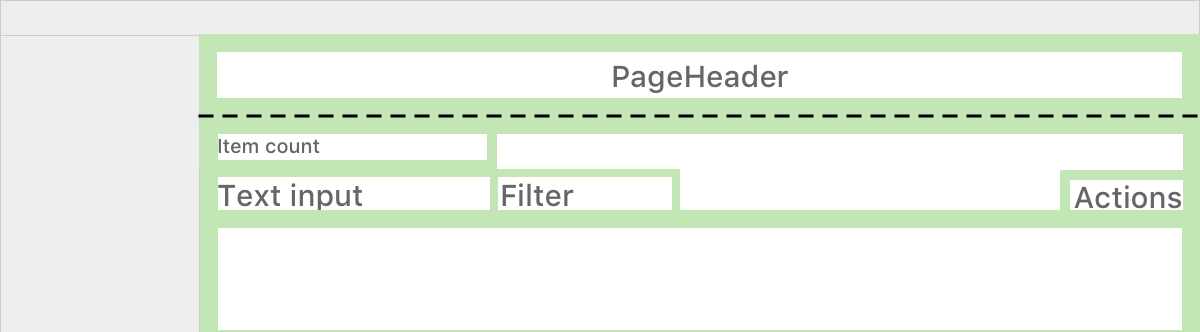 PageHeader
Item count
Text input
Filter
Actions